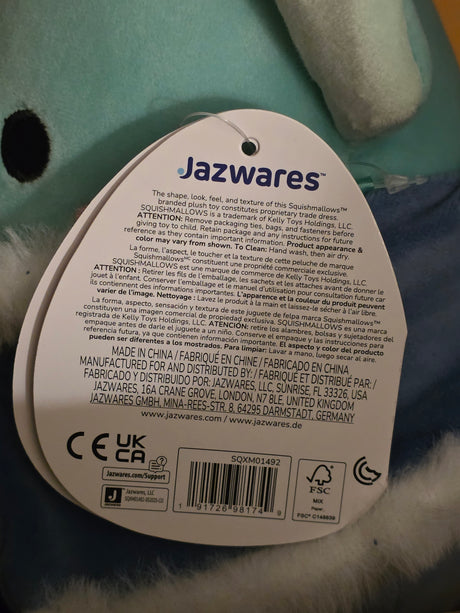 Jazwares™
The shape, look, feel, and texture of this Squishmallows™
branded plush toy constitutes proprietary trade dress.
SQUISHMALLOWS is a trademark of Kelly Toys Holdings, LLC.
ATTENTION: Remove packaging ties, bags, and fasteners before
giving toy to child. Retain package and any instructions for future
reference as they contain important information. Product appearance &
color may vary from shown. To Clean: Hand wash, then air dry.
La forme, l'aspect, le toucher et la texture de cette peluche de marque
Squishmallows🅪 constituent une propriété commerciale exclusive.
SQUISHMALLOWS est une marque de commerce de Kelly Toys Holdings, LLC.
ATTENTION : Retirer les fils de l'emballage, les sachets et les attaches avant de donner le
jouet à l'enfant. Conserver l'emballage et le manuel d'utilisation pour consultation future car
ils contiennent des informations importantes. L'apparence et la couleur du produit peuvent
varier de l'image. Nettoyage : Lavez le produit à la main et laissez-le sécher à l'air libre.
La forma, aspecto, sensación y textura de este juguete de felpa marca Squishmallows™
constituyen una imagen comercial de propiedad exclusiva. SQUISHMALLOWS es una marca
registrada de Kelly Toys Holdings, LLC. ATENCIÓN: retirar los alambres, bolsas y sujetadores del
empaque antes de darle el juguete a un niño. Conservar el empaque y las instrucciones para
referencia futura, ya que contienen información importante. El aspecto y color del producto
pueden ser diferentes a los mostrados. Para limpiar: Lavar a mano, luego secar al aire.
MADE IN CHINA / FABRIQUÉ EN CHINE / FABRICADO EN CHINA
MANUFACTURED FOR AND DISTRIBUTED BY: / FABRIQUÉ ET DISTRIBUÉ PAR: /
FABRICADO Y DISTRIBUIDO POR: JAZWARES, LLC. SUNRISE, FL 33326, USA
JAZWARES, 16A CRANE GROVE, LONDON, N7 8LE, UNITED KINGDOM
JAZWARES GMBH, MINA-REES-STR. 8, 64295 DARMSTADT, GERMANY
www.jazwares.com / www.jazwares.de
CE UK CA
Jazwares.com/Support
Jazwares, LLC
JAZWARES
SQXM01492
1 91726 98174 9
FSC
MIX
Paper
FSC® C148639